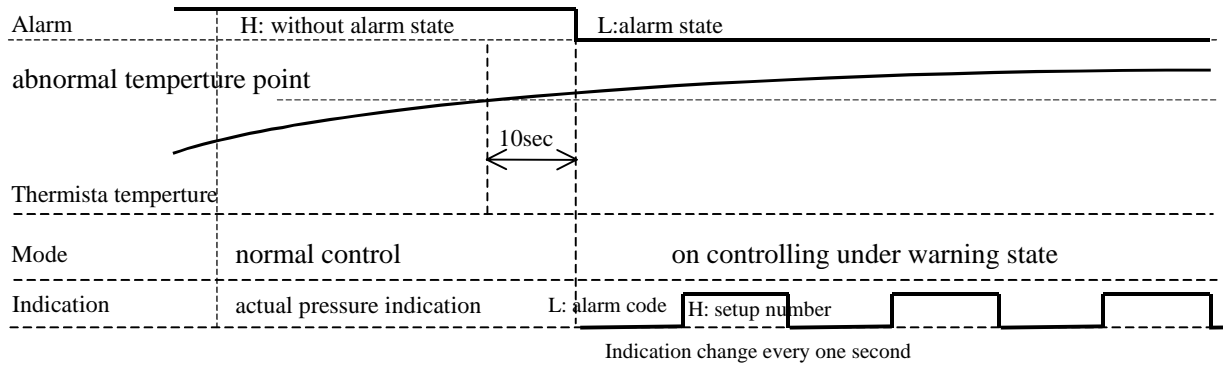 Alarm
H: without alarm state
L:alarm state
abnormal temperture point
10sec
Thermista temperture
Mode
normal control
on controlling under warning state
Indication
actual pressure indication
L: alarm code
H: setup number
Indication change every one second